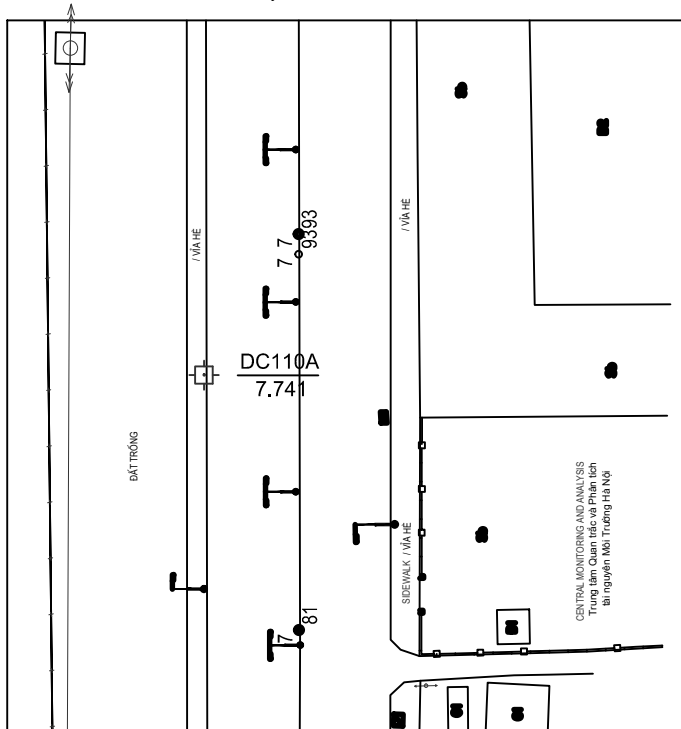 / VỈA HÈ
/ VỈA HÈ
7 7
9393
DC110A
7.741
ĐẤT TRỐNG
SIDEWALK / VỈA HÈ
CENTRAL MONITORING AND ANALYSIS
Trung tâm Quan trắc và Phân tích
tài nguyên Môi Trường Hà Nội
7
81